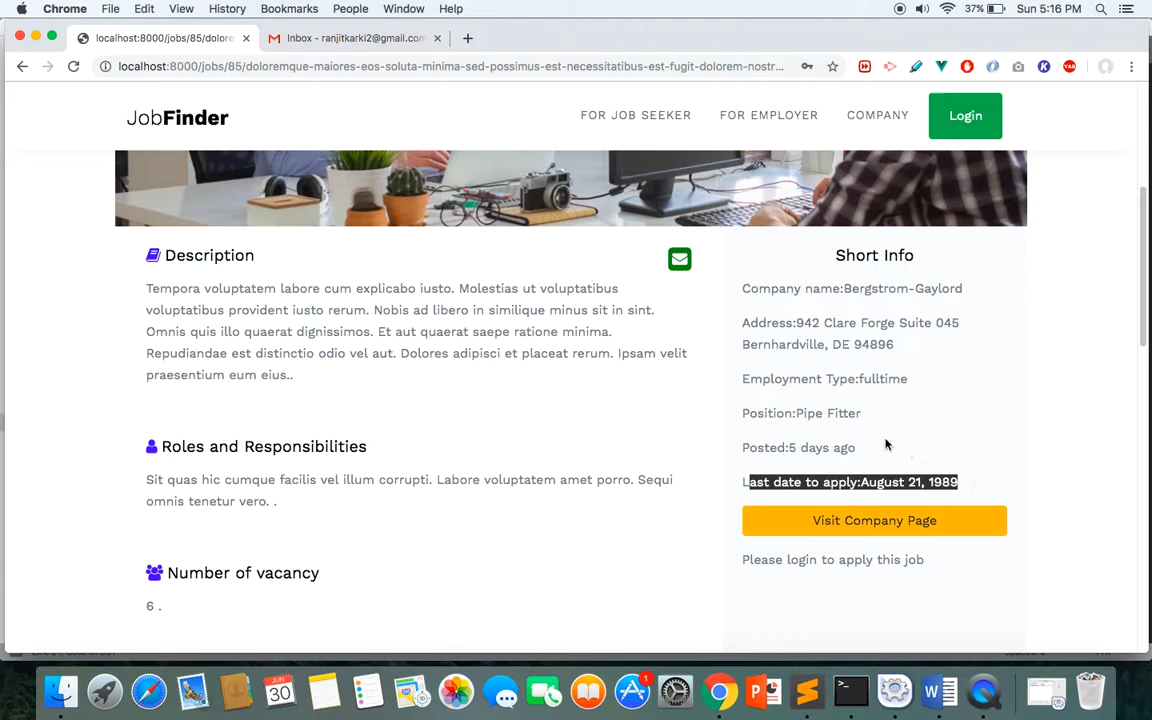 Chrome File Edit View History Bookmarks People Window Help 37% Sun 5:16 PM
localhost:8000/jobs/85/dolore
Inbox - ranjitkarki2@gmail.com
localhost:8000/jobs/85/doloremque-maiores-eos-soluta-minima-sed-possimus-est-necessitatibus-est-fugit-dolorem-nostr...
JobFinder
FOR JOB SEEKER FOR EMPLOYER COMPANY Login
Description
Tempora voluptatem labore cum explicabo iusto. Molestias ut voluptatibus
voluptatibus provident iusto rerum. Nobis ad libero in similique minus sit in sint.
Omnis quis illo quaerat dignissimos. Et aut quaerat saepe ratione minima.
Repudiandae est distinctio odio vel aut. Dolores adipisci et placeat rerum. Ipsam velit
praesentium eum eius..
Roles and Responsibilities
Sit quas hic cumque facilis vel illum corrupti. Labore voluptatem amet porro. Sequi
omnis tenetur vero. .
Number of vacancy
6 .
Short Info
Company name:Bergstrom-Gaylord
Address:942 Clare Forge Suite 045
Bernhardville, DE 94896
Employment Type:fulltime
Position:Pipe Fitter
Posted:5 days ago
Last date to apply:August 21, 1989
Visit Company Page
Please login to apply this job
JUN
30
1